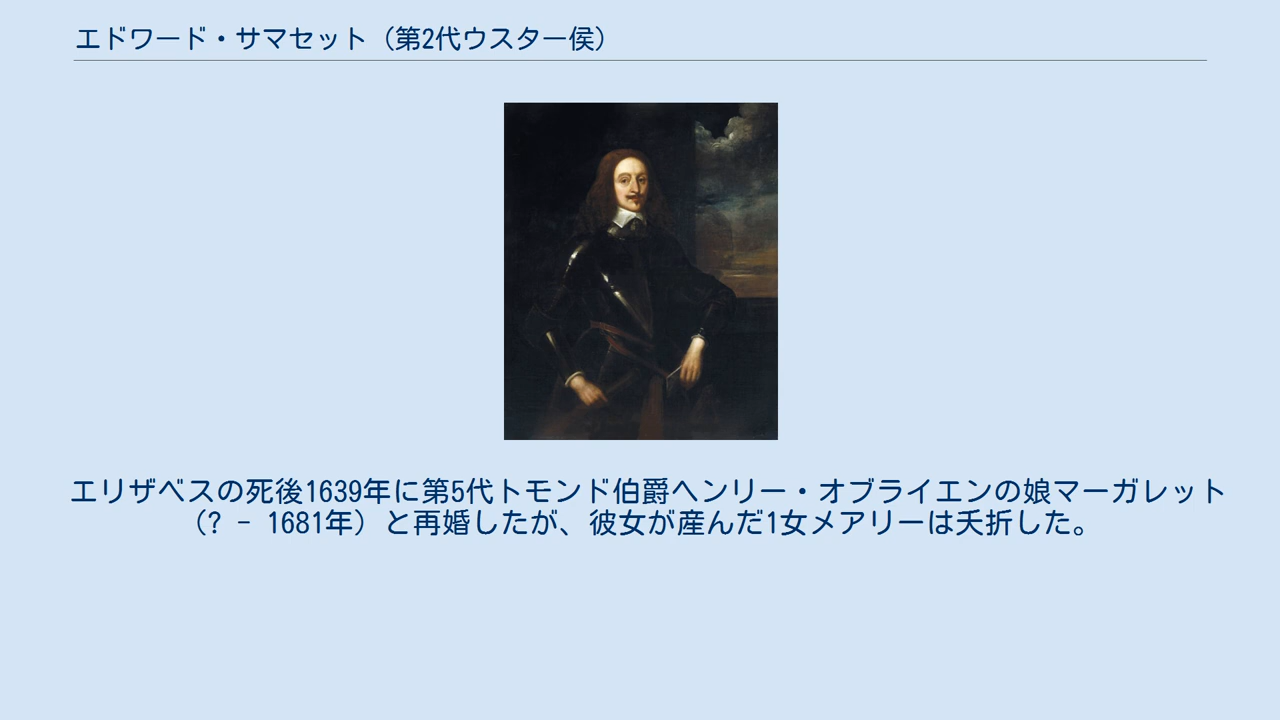 エドワード・サマセット（第2代ウスター侯）
エリザベスの死後1639年に第5代トモンド伯爵ヘンリー・オブライエンの娘マーガレット
（? - 1681年）と再婚したが、彼女が産んだ1女メアリーは夭折した。